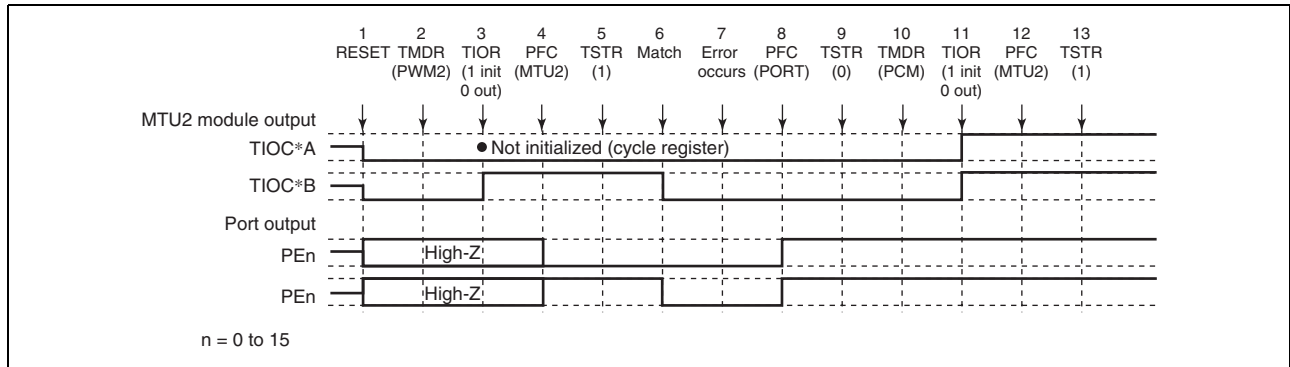 1 2 3 4 5 6 7 8 9 10 11 12 13
RESET TMDR TIOR PFC TSTR Match Error PFC TSTR TMDR TIOR PFC TSTR
(PWM2) (1 init (MTU2) (1) occurs (PORT) (0) (PCM) (1 init (MTU2) (1)
0 out) 0 out)
MTU2 module output
TIOC*A
● Not initialized (cycle register)
TIOC*B
Port output
PEn
High-Z
PEn
High-Z
n = 0 to 15